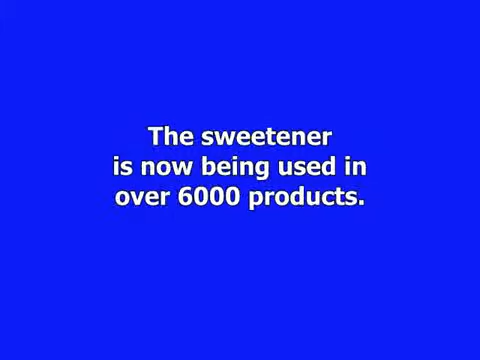 The sweetener
is now being used in
over 6000 products.